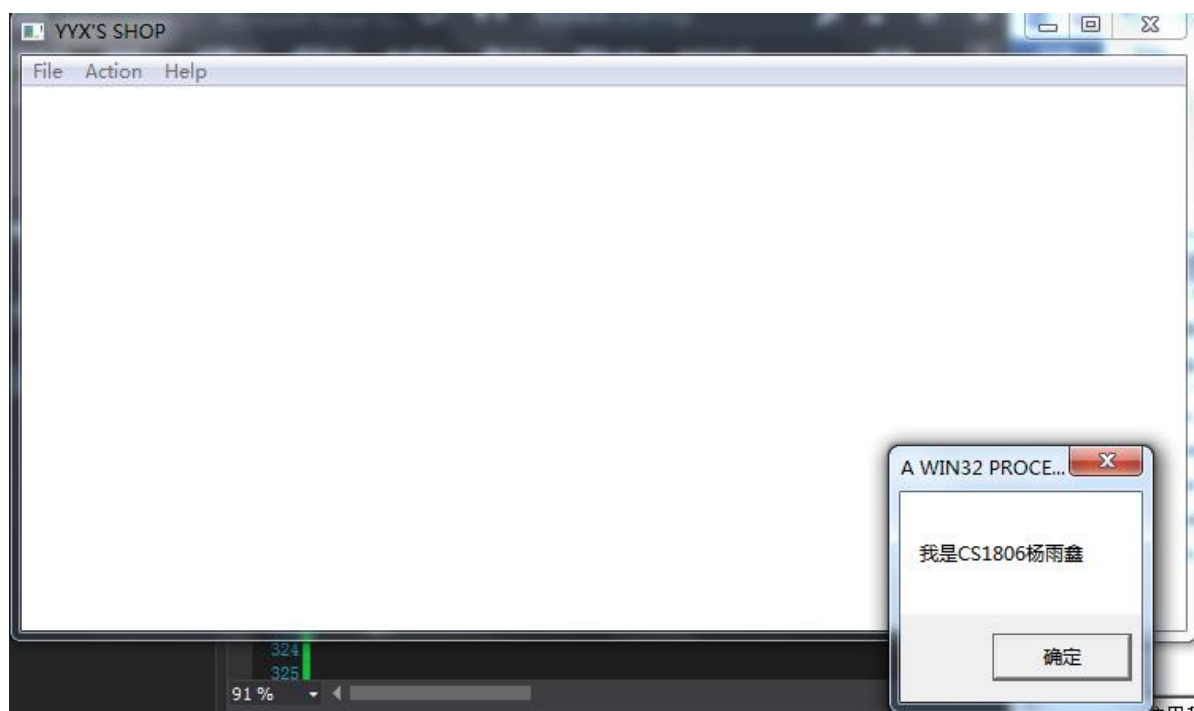 YYX'S SHOP
File Action Help
A WIN32 PROCE...
我是CS1806杨雨鑫
确定
324
325
91 %